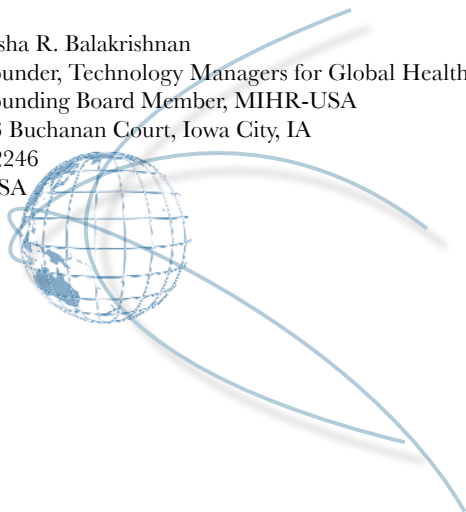 sha R. Balakrishnan
ounder, Technology Managers for Global Health
ounding Board Member, MIHR-USA
Buchanan Court, Iowa City, IA
2246
SA